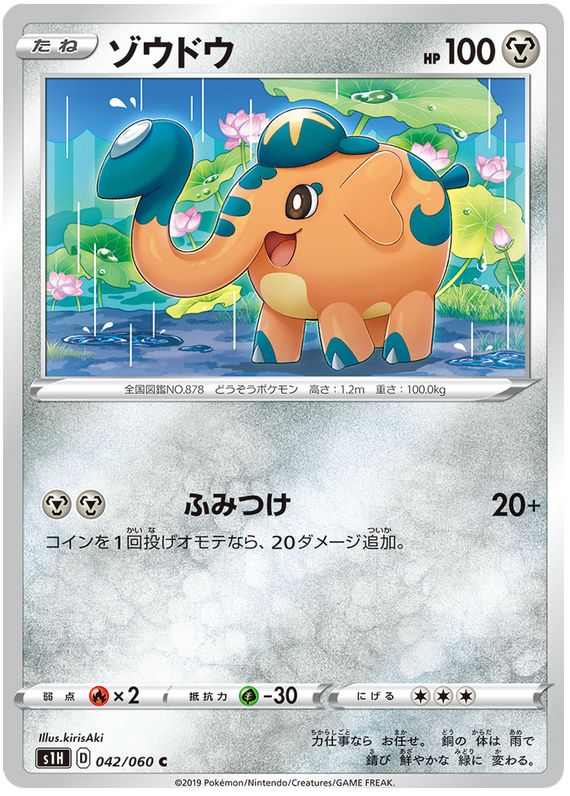 たね ゾウドウ HP 100
全国図鑑NO.878 どうぞうポケモン 高さ：1.2m 重さ：100.0kg
ふみつけ 20+
コインを1回投げオモテなら、20ダメージ追加。
弱点 ×2 抵抗力 -30 にげる
Illus.kirisAki
s1H D 042/060 C
力仕事なら お任せ。 銅の 体は 雨で
錆び 鮮やかな 緑に 変わる。
©2019 Pokémon/Nintendo/Creatures/GAME FREAK.